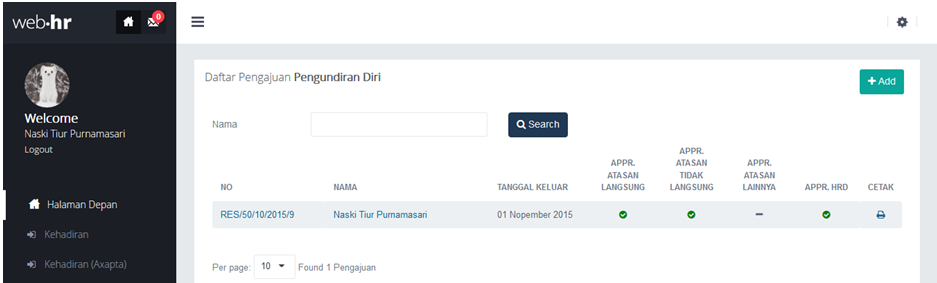 web•hr
0
Welcome
Naski Tiur Purnamasari
Logout
Halaman Depan
Kehadiran
Kehadiran (Axapta)
Daftar Pengajuan Pengundiran Diri
+ Add
Nama
Search
NO
NAMA
TANGGAL KELUAR
APPR.
ATASAN
LANGSUNG
APPR.
ATASAN
TIDAK
LANGSUNG
APPR.
ATASAN
LAINNYA
APPR. HRD
CETAK
RES/50/10/2015/9
Naski Tiur Purnamasari
01 Nopember 2015
Per page: 10 Found 1 Pengajuan